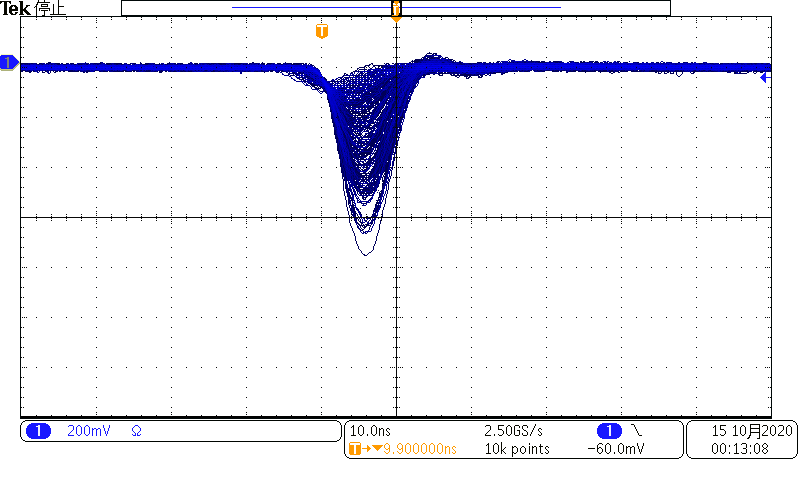 Tek 停止
T
T
1
1 200mV Ω
10.0ns 2.50GS/s 1 -60.0mV
T→▼9.900000ns 10k points
15 10月2020
00:13:08